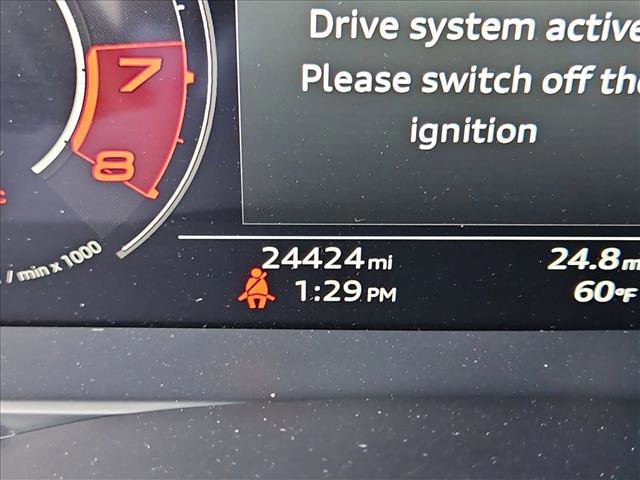 Drive system active
Please switch off the
ignition
7
8
/ min x 1000
24424 mi
24.8 m
1:29 PM
60°F